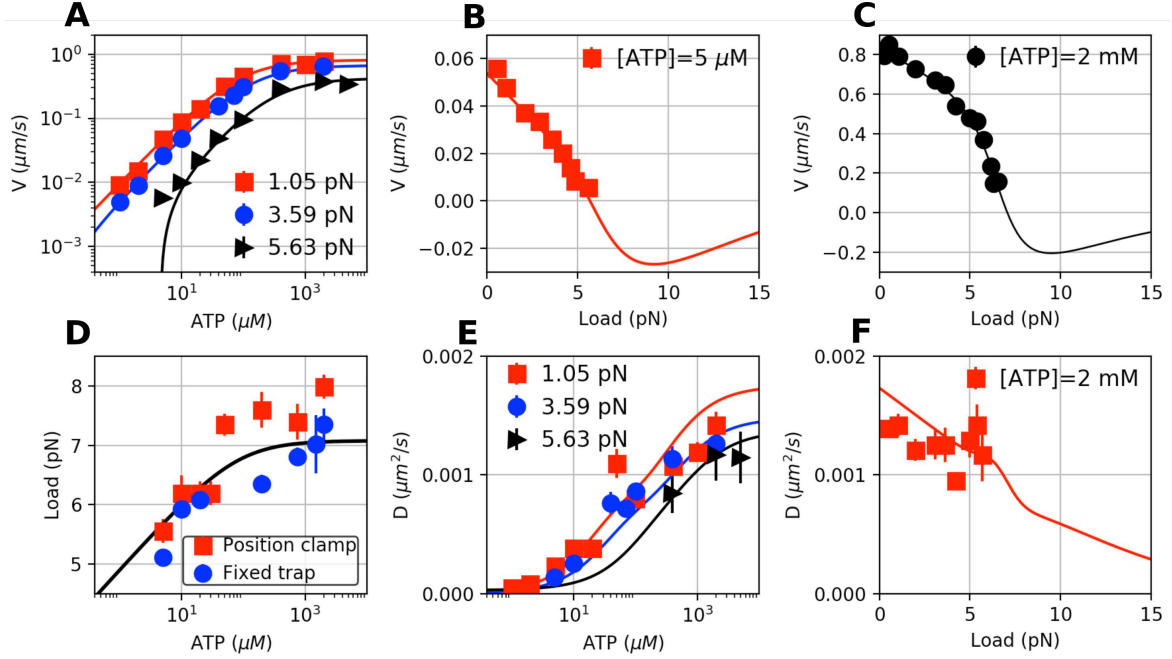 A
V (μm/s)
10⁰
10⁻¹
10⁻²
10⁻³
1.05 pN
3.59 pN
5.63 pN
10¹
10³
ATP (μM)
B
V (μm/s)
0.06
0.04
0.02
0.00
−0.02
[ATP]=5 μM
0
5
10
15
Load (pN)
C
V (μm/s)
0.8
0.6
0.4
0.2
0.0
−0.2
[ATP]=2 mM
0
5
10
15
Load (pN)
D
Load (pN)
8
7
6
5
Position clamp
Fixed trap
10¹
10³
ATP (μM)
E
D (μm²/s)
0.002
0.001
0.000
1.05 pN
3.59 pN
5.63 pN
10¹
10³
ATP (μM)
F
D (μm²/s)
0.002
0.001
0.000
[ATP]=2 mM
0
5
10
15
Load (pN)